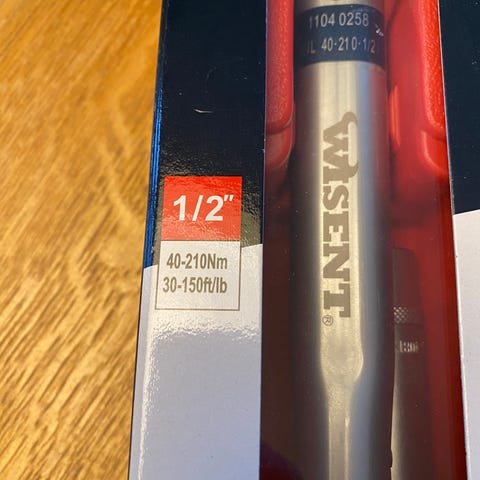 1104 0258
40-210-1/2
WISENT®
1/2"
40-210Nm
30-150ft/lb